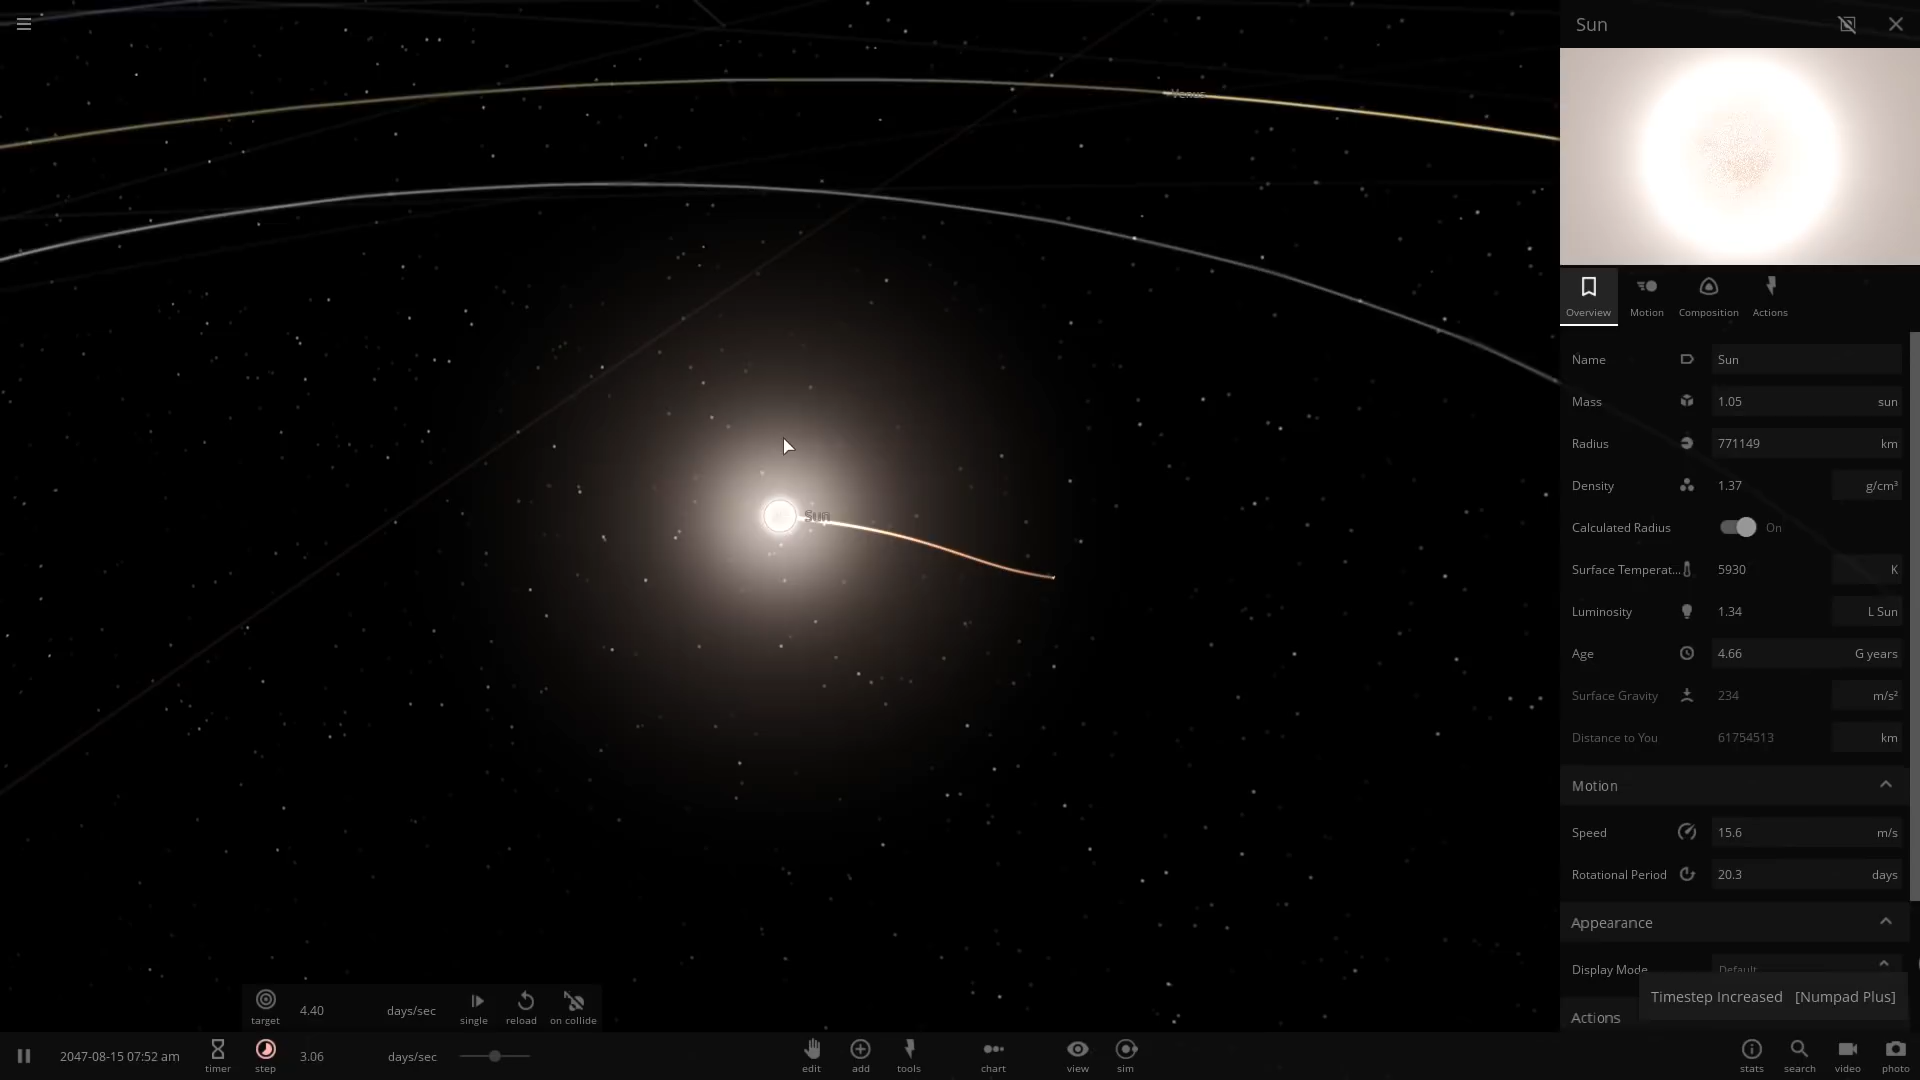 Sun
Venus
Sun
Overview Motion Composition Actions
Name Sun
Mass 1.05 sun
Radius 771149 km
Density 1.37 g/cm³
Calculated Radius On
Surface Temperat... 5930 K
Luminosity 1.34 L Sun
Age 4.66 G years
Surface Gravity 234 m/s²
Distance to You 61754513 km
Motion
Speed 15.6 m/s
Rotational Period 20.3 days
Appearance
Display Mode Default
Timestep Increased [Numpad Plus]
Actions
target 4.40 days/sec single reload on collide
2047-08-15 07:52 am timer step 3.06 days/sec
edit add tools chart view sim
stats search video photo